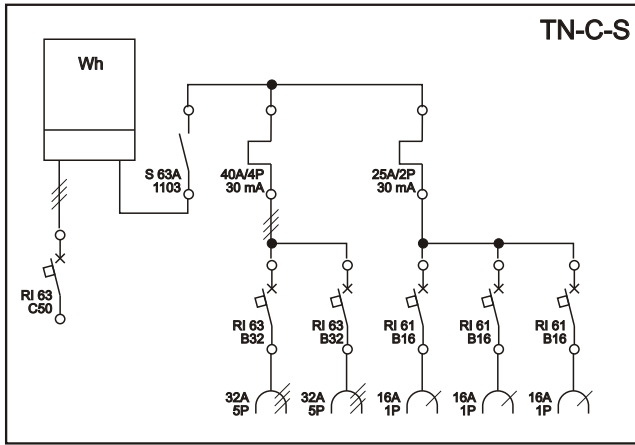 TN-C-S
Wh
S 63A
1103
40A/4P
30 mA
25A/2P
30 mA
RI 63
C50
RI 63
B32
RI 63
B32
RI 61
B16
RI 61
B16
RI 61
B16
32A
5P
32A
5P
16A
1P
16A
1P
16A
1P